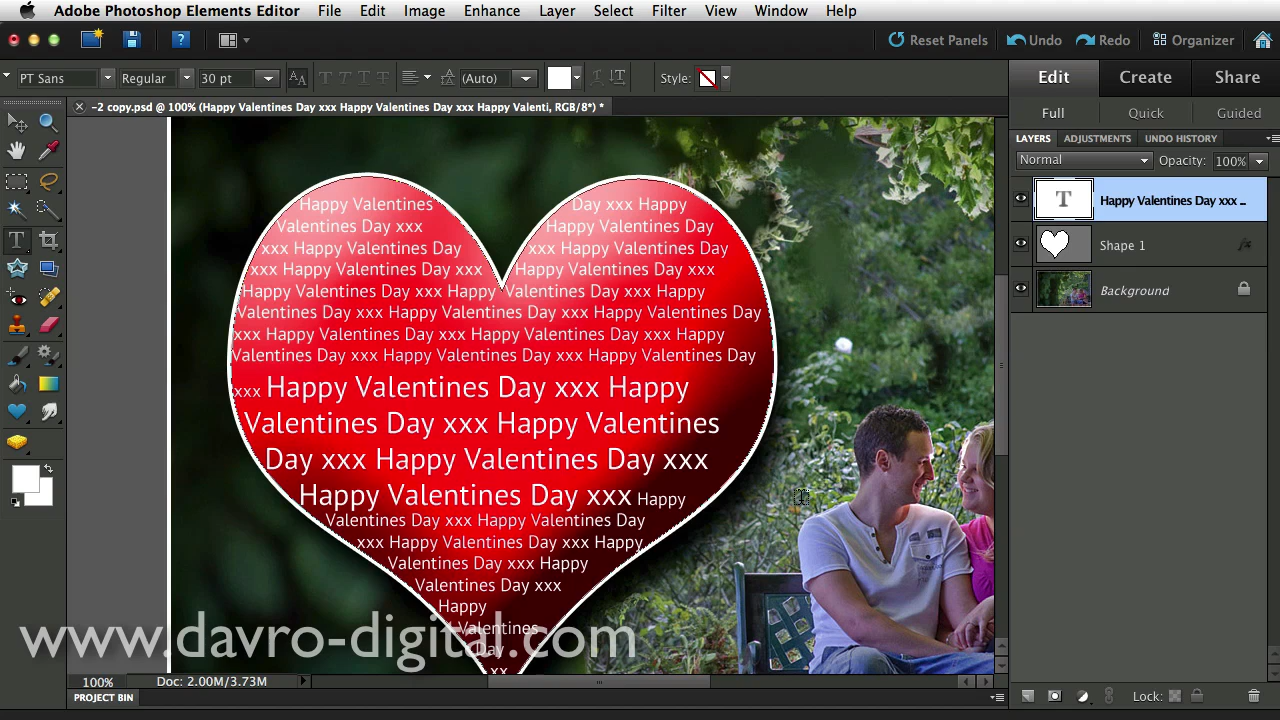 Adobe Photoshop Elements Editor File Edit Image Enhance Layer Select Filter View Window Help
Reset Panels Undo Redo Organizer
PT Sans Regular 30 pt (Auto) Style:
Edit Create Share
-2 copy.psd @ 100% (Happy Valentines Day xxx Happy Valentines Day xxx Happy Valenti, RGB/8*) *
Full Quick Guided
LAYERS ADJUSTMENTS UNDO HISTORY
Normal Opacity: 100%
Happy Valentines Day xxx ...
Shape 1
Background
Happy Valentines Day xxx Happy
Valentines Day xxx Happy Valentines Day
xxx Happy Valentines Day xxx Happy Valentines Day
xxx Happy Valentines Day xxx Happy Valentines Day xxx
Happy Valentines Day xxx Happy Valentines Day xxx Happy
Valentines Day xxx Happy Valentines Day xxx Happy Valentines Day
xxx Happy Valentines Day xxx Happy Valentines Day xxx Happy
Valentines Day xxx Happy Valentines Day xxx Happy Valentines Day
xxx Happy Valentines Day xxx Happy
Valentines Day xxx Happy Valentines
Day xxx Happy Valentines Day xxx
Happy Valentines Day xxx Happy
Valentines Day xxx Happy Valentines Day
xxx Happy Valentines Day xxx Happy
Valentines Day xxx Happy
Valentines Day xxx
Happy
Valentines
Day
xx
www.davro-digital.com
100% Doc: 2.00M/3.73M
PROJECT BIN
Lock: